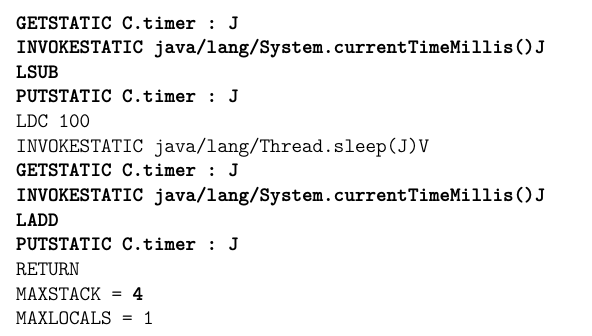 GETSTATIC C.timer : J
INVOKESTATIC java/lang/System.currentTimeMillis()J
LSUB
PUTSTATIC C.timer : J
LDC 100
INVOKESTATIC java/lang/Thread.sleep(J)V
GETSTATIC C.timer : J
INVOKESTATIC java/lang/System.currentTimeMillis()J
LADD
PUTSTATIC C.timer : J
RETURN
MAXSTACK = 4
MAXLOCALS = 1